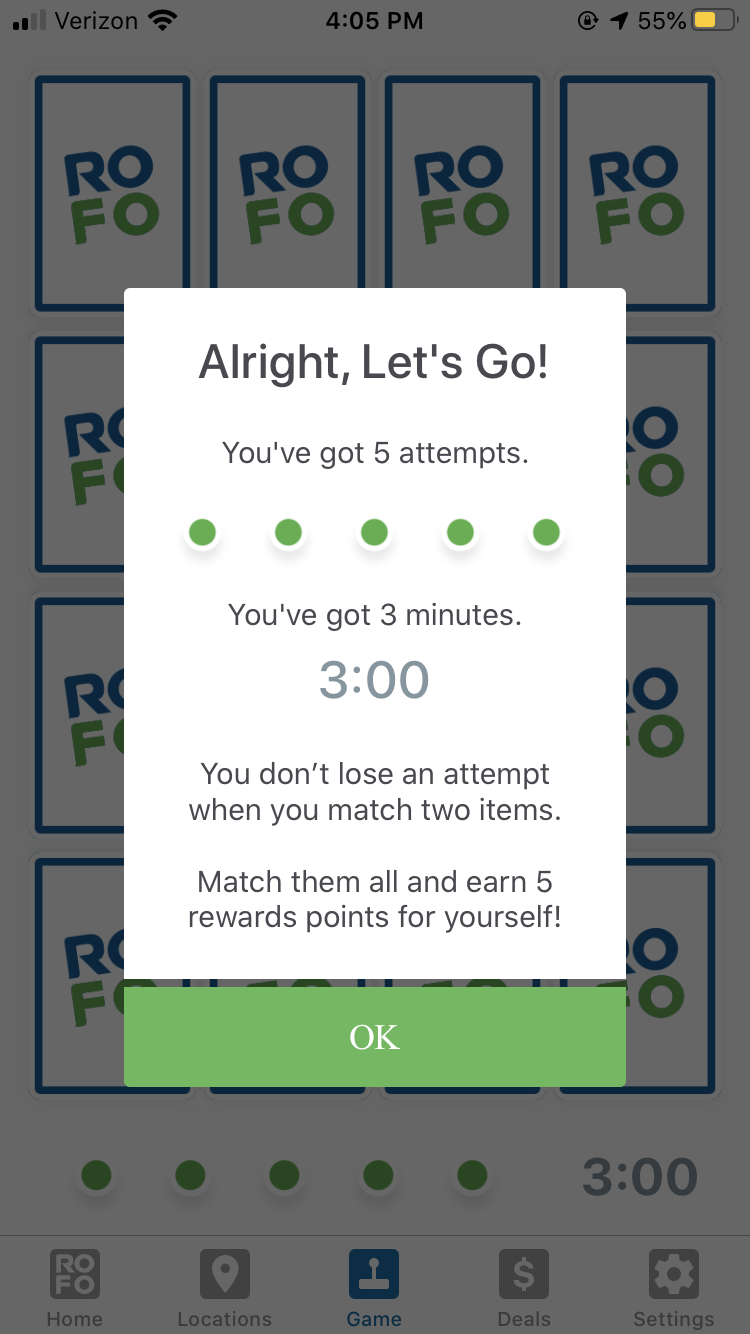 Verizon 4:05 PM 55%
RO RO RO RO
FO FO FO FO
Alright, Let's Go!
You've got 5 attempts.
RO RO
FO FO
You've got 3 minutes.
3:00
RO RO
FO FO
You don’t lose an attempt
when you match two items.
Match them all and earn 5
rewards points for yourself!
RO RO
FO FO
OK
3:00
RO
FO
Home Locations Game Deals Settings